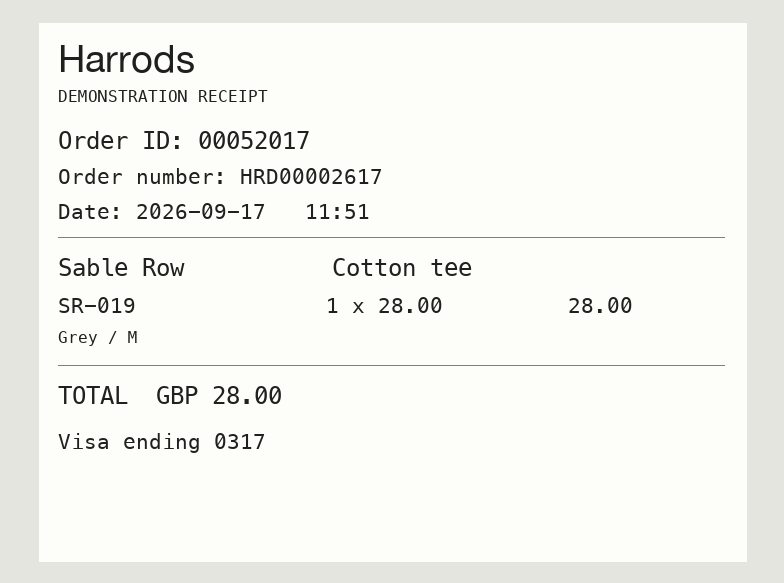 Harrods
DEMONSTRATION RECEIPT
Order ID: 00052017
Order number: HRD00002617
Date: 2026-09-17 11:51
Sable Row Cotton tee
SR-019 1 x 28.00 28.00
Grey / M
TOTAL GBP 28.00
Visa ending 0317